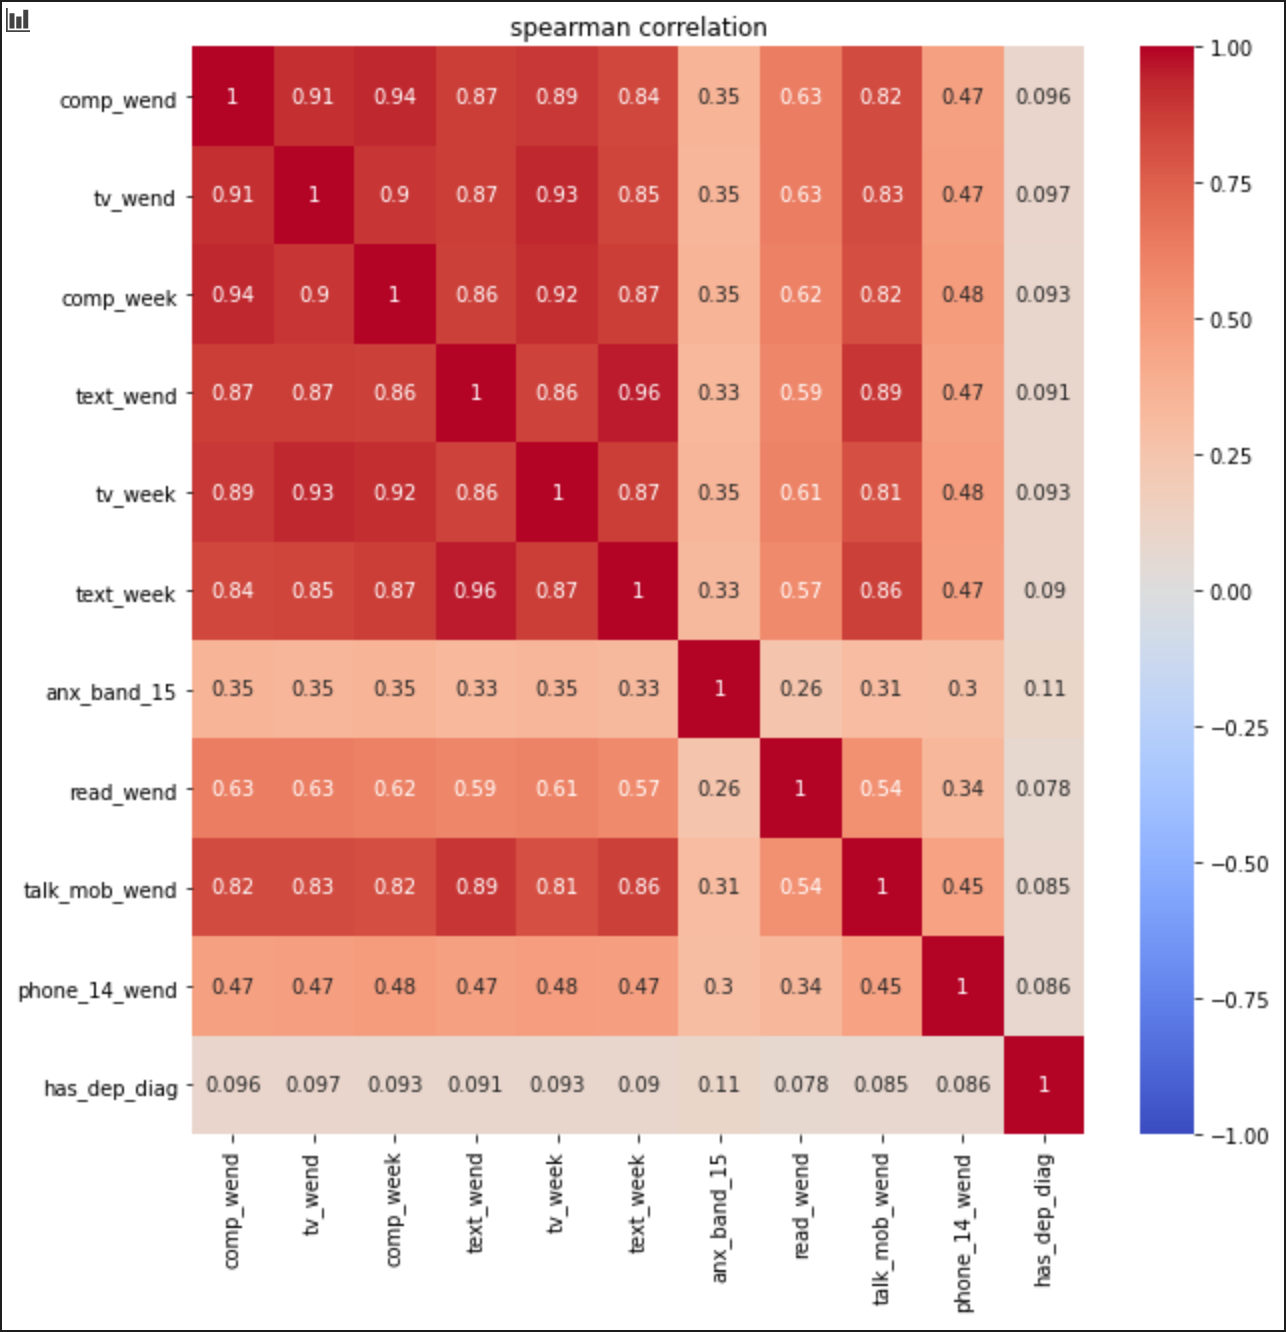 spearman correlation
comp_wend 1 0.91 0.94 0.87 0.89 0.84 0.35 0.63 0.82 0.47 0.096
tv_wend 0.91 1 0.9 0.87 0.93 0.85 0.35 0.63 0.83 0.47 0.097
comp_week 0.94 0.9 1 0.86 0.92 0.87 0.35 0.62 0.82 0.48 0.093
text_wend 0.87 0.87 0.86 1 0.86 0.96 0.33 0.59 0.89 0.47 0.091
tv_week 0.89 0.93 0.92 0.86 1 0.87 0.35 0.61 0.81 0.48 0.093
text_week 0.84 0.85 0.87 0.96 0.87 1 0.33 0.57 0.86 0.47 0.09
anx_band_15 0.35 0.35 0.35 0.33 0.35 0.33 1 0.26 0.31 0.3 0.11
read_wend 0.63 0.63 0.62 0.59 0.61 0.57 0.26 1 0.54 0.34 0.078
talk_mob_wend 0.82 0.83 0.82 0.89 0.81 0.86 0.31 0.54 1 0.45 0.085
phone_14_wend 0.47 0.47 0.48 0.47 0.48 0.47 0.3 0.34 0.45 1 0.086
has_dep_diag 0.096 0.097 0.093 0.091 0.093 0.09 0.11 0.078 0.085 0.086 1
comp_wend
tv_wend
comp_week
text_wend
tv_week
text_week
anx_band_15
read_wend
talk_mob_wend
phone_14_wend
has_dep_diag
1.00
0.75
0.50
0.25
0.00
−0.25
−0.50
−0.75
−1.00